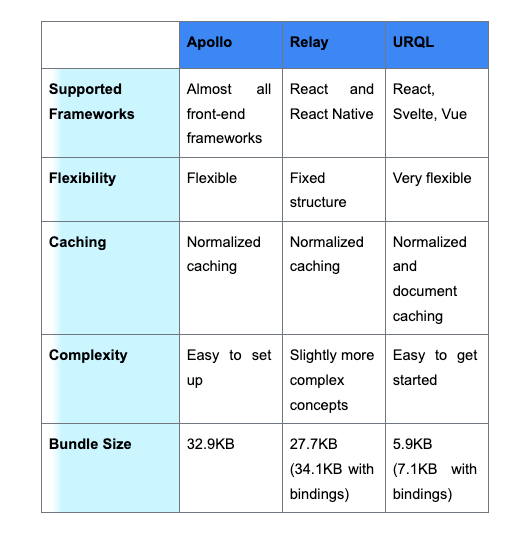 Apollo Relay URQL
Supported Almost all React and React,
Frameworks front-end React Native Svelte, Vue
frameworks
Flexibility Flexible Fixed Very flexible
structure
Caching Normalized Normalized Normalized
caching caching and
document
caching
Complexity Easy to set Slightly more Easy to get
up complex started
concepts
Bundle Size 32.9KB 27.7KB 5.9KB
(34.1KB with (7.1KB with
bindings) bindings)